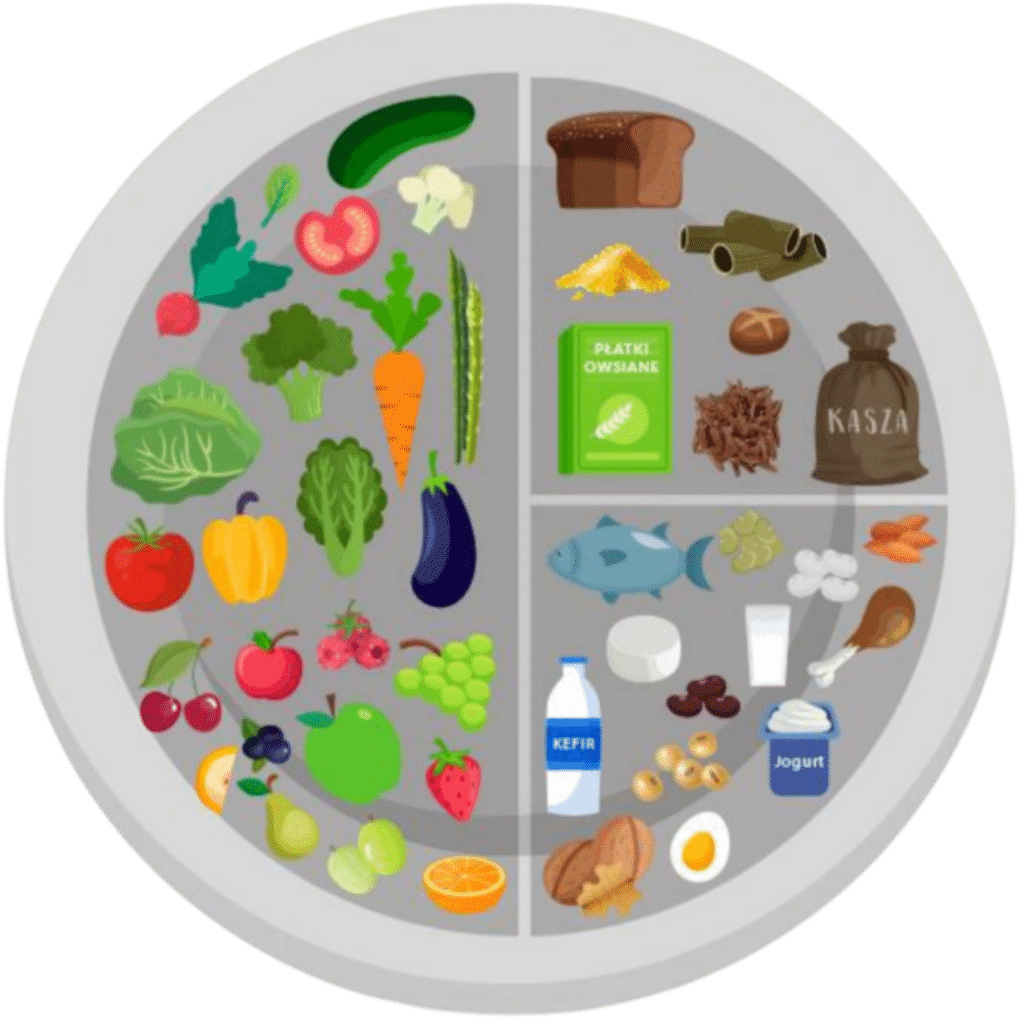 PŁATKI
OWSIANE
KASZA
KEFIR
Jogurt